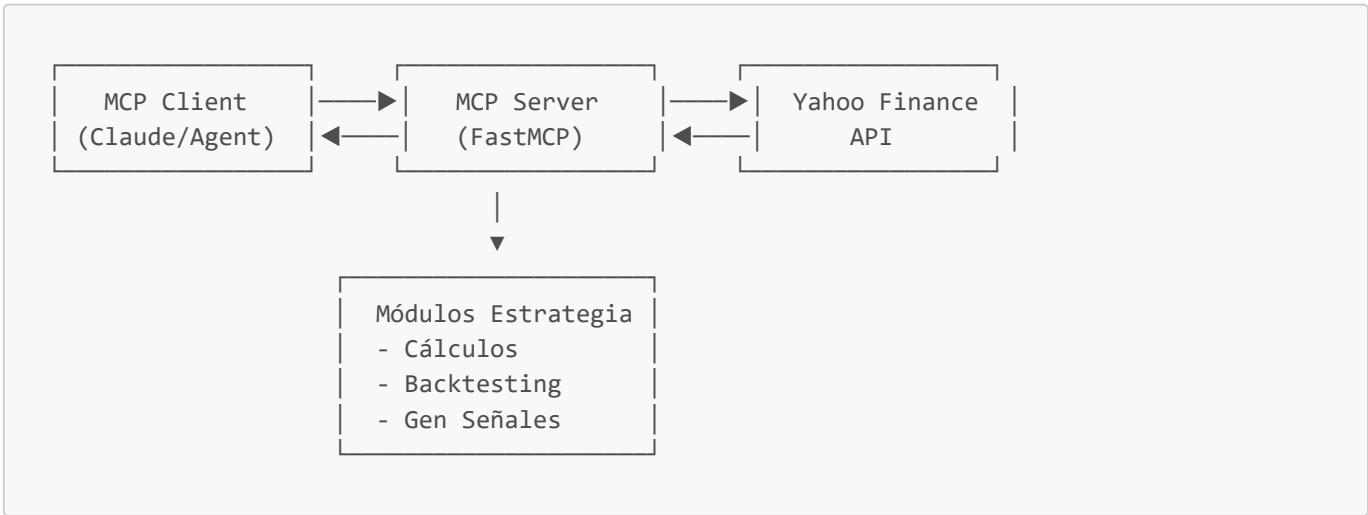 MCP Client MCP Server Yahoo Finance
(Claude/Agent) (FastMCP) API
Módulos Estrategia
- Cálculos
- Backtesting
- Gen Señales